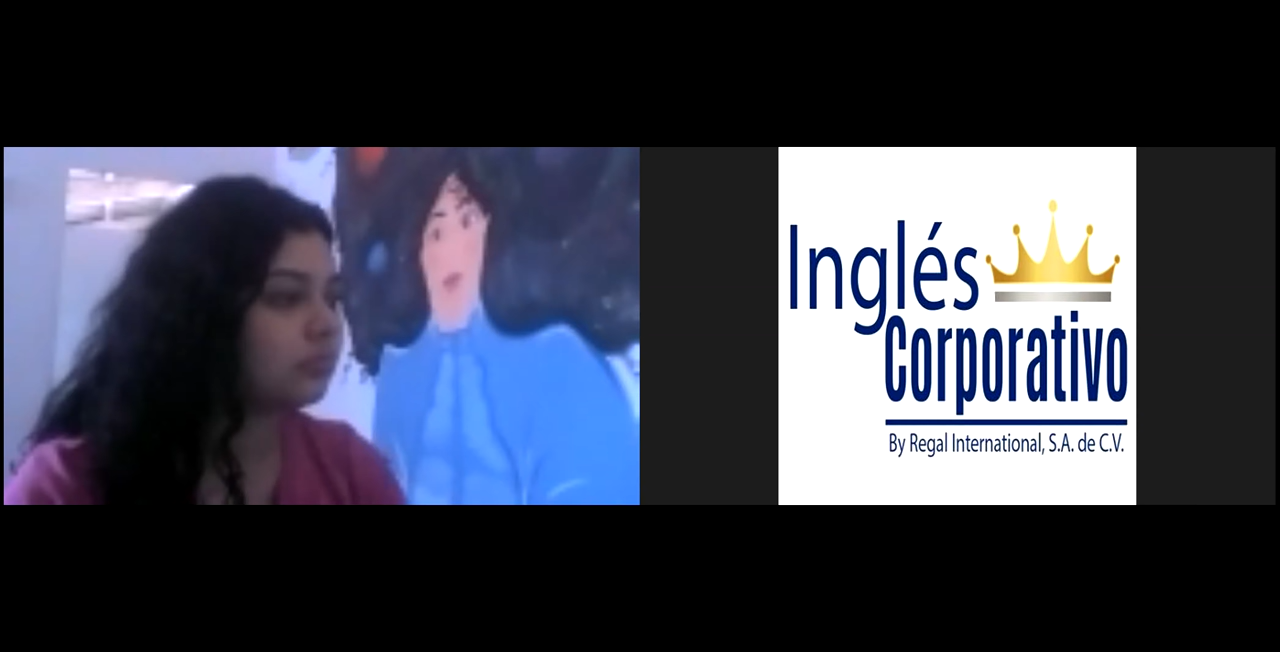 Inglés
Corporativo
By Regal International, S.A. de C.V.